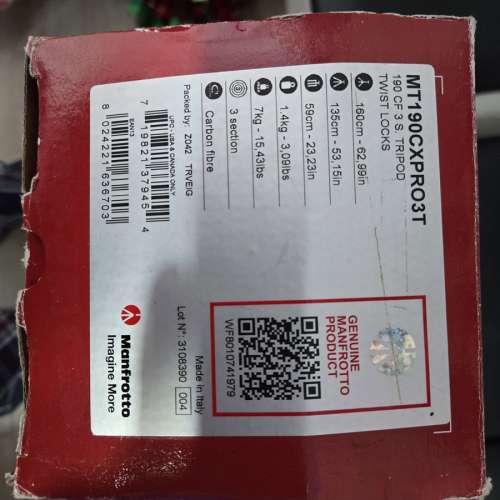 MT190CXPRO3T
190 CF 3 S. TRIPOD
TWIST LOCKS
160cm - 62,99in
135cm - 53,15in
59cm - 23,23in
1,4kg - 3,09lbs
7kg - 15,43lbs
3 section
Carbon fibre
Packed by: Z042 TRVEIG
UPC - USA & CANADA ONLY
7 19821 37945 4
EAN13
8 024221 636703
GENUINE
MANFROTTO
PRODUCT
WF8010741979
Made in Italy
Lot N°: 3108390 004
Manfrotto
Imagine More